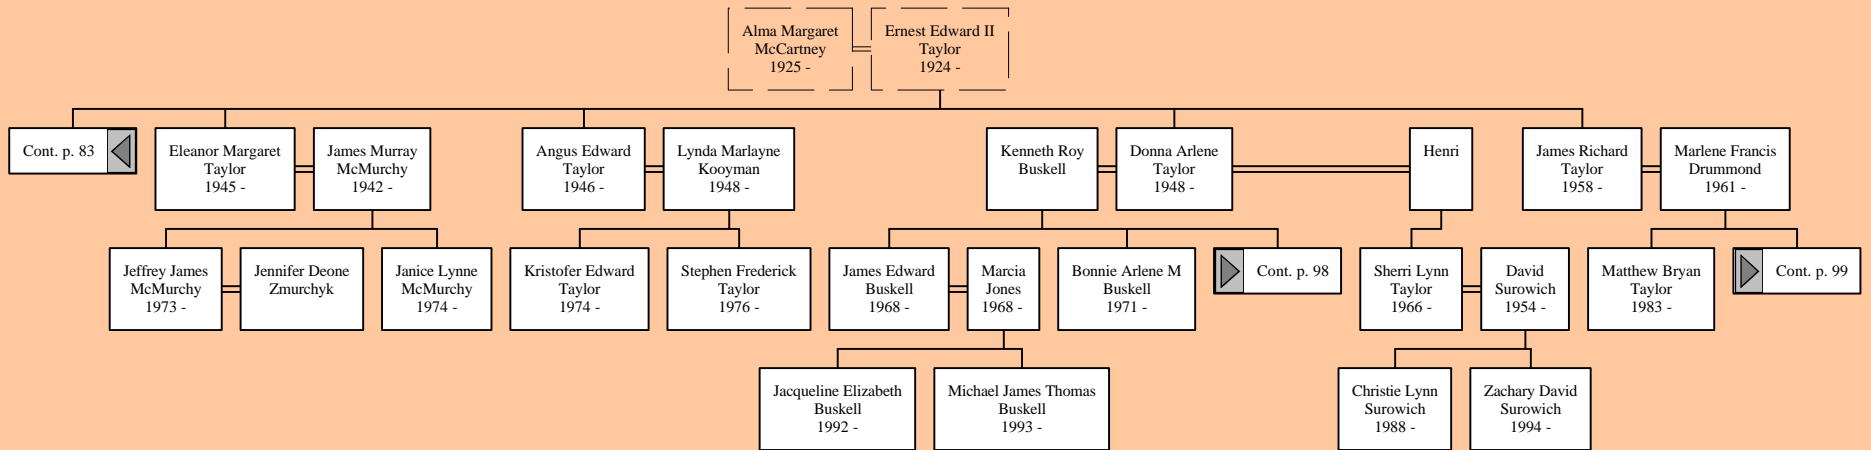 Alma Margaret
McCartney
1925 -
Ernest Edward II
Taylor
1924 -
Cont. p. 83
Eleanor Margaret
Taylor
1945 -
James Murray
McMurchy
1942 -
Angus Edward
Taylor
1946 -
Lynda Marlayne
Kooyman
1948 -
Kenneth Roy
Buskell
Donna Arlene
Taylor
1948 -
Henri
James Richard
Taylor
1958 -
Marlene Francis
Drummond
1961 -
Jeffrey James
McMurchy
1973 -
Jennifer Deone
Zmurchyk
Janice Lynne
McMurchy
1974 -
Kristofer Edward
Taylor
1974 -
Stephen Frederick
Taylor
1976 -
James Edward
Buskell
1968 -
Marcia
Jones
1968 -
Bonnie Arlene M
Buskell
1971 -
Cont. p. 98
Sherri Lynn
Taylor
1966 -
David
Surowich
1954 -
Matthew Bryan
Taylor
1983 -
Cont. p. 99
Jacqueline Elizabeth
Buskell
1992 -
Michael James Thomas
Buskell
1993 -
Christie Lynn
Surowich
1988 -
Zachary David
Surowich
1994 -